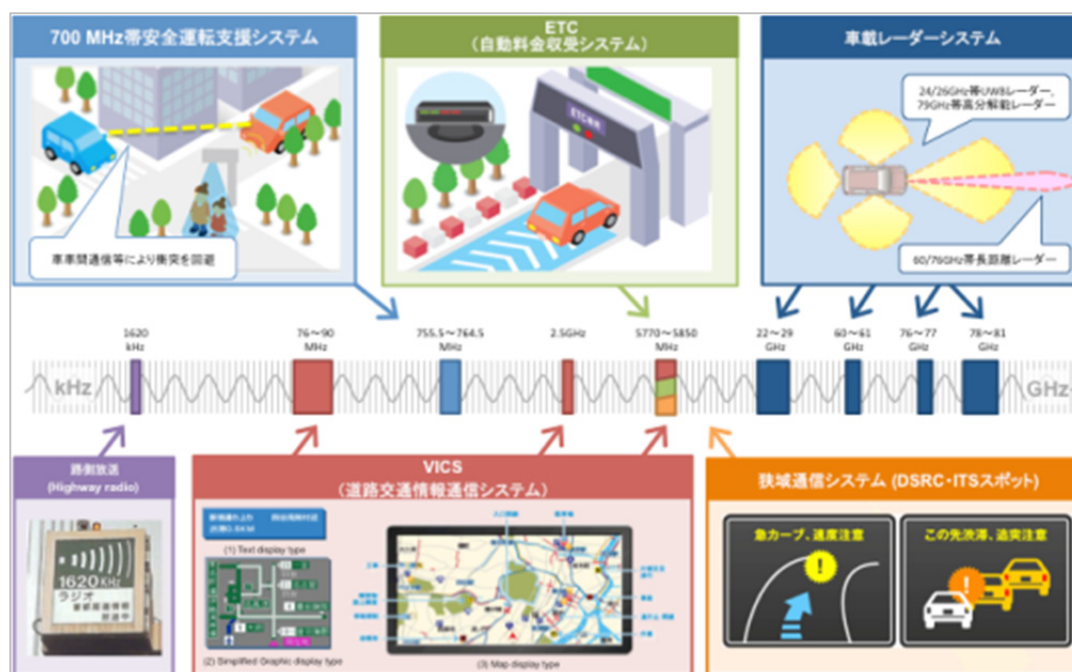 700 MHz帯安全運転支援システム
車車間通信等により衝突を回避
ETC
(自動料金収受システム)
車載レーダーシステム
24/26GHz帯UWBレーダー、
79GHz帯高分解能レーダー
60/76GHz帯長距離レーダー
kHz
1620
kHz
76～90
MHz
755.5～764.5
MHz
2.5GHz
5770～5850
MHz
22～29
GHz
60～61
GHz
76～77
GHz
78～81
GHz
GHz
路側放送
(Highway radio)
1620KHz
ラジオ
VICS
(道路交通情報通信システム)
(1) Text display type
(2) Simplified Graphic display type
(3) Map display type
狭域通信システム (DSRC・ITSスポット)
急カーブ、速度注意
この先渋滞、追突注意